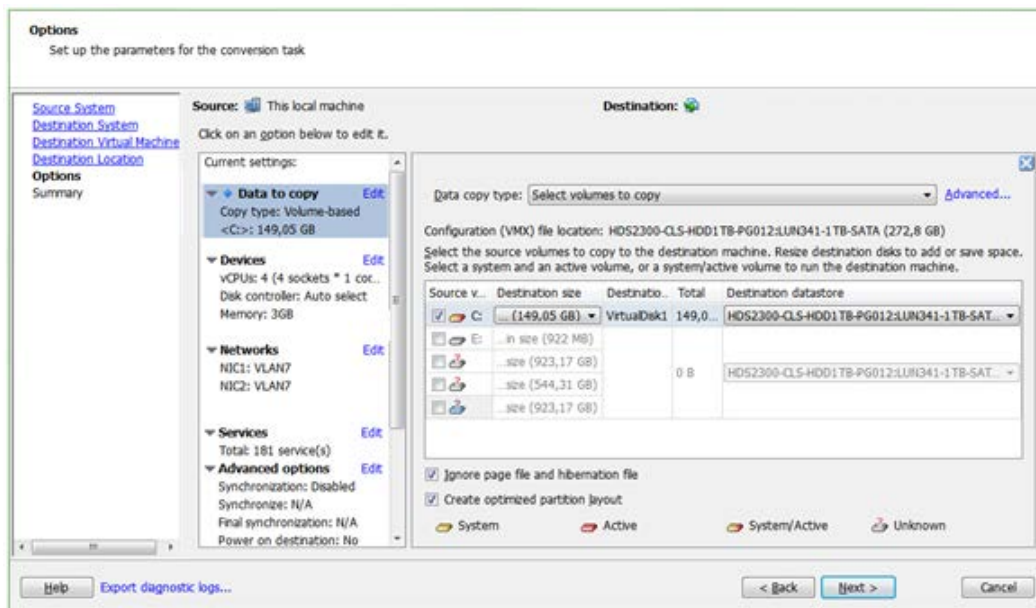 Options
Set up the parameters for the conversion task
Source System
Destination System
Destination Virtual Machine
Destination Location
Options
Summary
Source: This local machine
Destination:
Click on an option below to edit it.
Current settings:
Data to copy Edit
Copy type: Volume-based
<C:>: 149,05 GB
Devices Edit
vCPUs: 4 (4 sockets * 1 cor...
Disk controller: Auto select
Memory: 3GB
Networks Edit
NIC1: VLAN7
NIC2: VLAN7
Services Edit
Total: 181 service(s)
Advanced options Edit
Synchronization: Disabled
Synchronize: N/A
Final synchronization: N/A
Power on destination: No
Data copy type: Select volumes to copy Advanced...
Configuration (VMX) file location: HDS2300-CLS-HDD1TB-PG012:LUN341-1TB-SATA (272,8 GB)
Select the source volumes to copy to the destination machine. Resize destination disks to add or save space.
Select a system and an active volume, or a system/active volume to run the destination machine.
Source v... Destination size Destinatio... Total Destination datastore
C: ... (149,05 GB) VirtualDisk1 149,0... HDS2300-CLS-HDD1TB-PG012:LUN341-1TB-SAT...
E: ...in size (922 MB)
...size (923,17 GB)
0 B HDS2300-CLS-HDD1TB-PG012:LUN341-1TB-SAT...
...size (544,31 GB)
...size (923,17 GB)
Ignore page file and hibernation file
Create optimized partition layout
System Active System/Active Unknown
Help Export diagnostic logs... < Back Next > Cancel